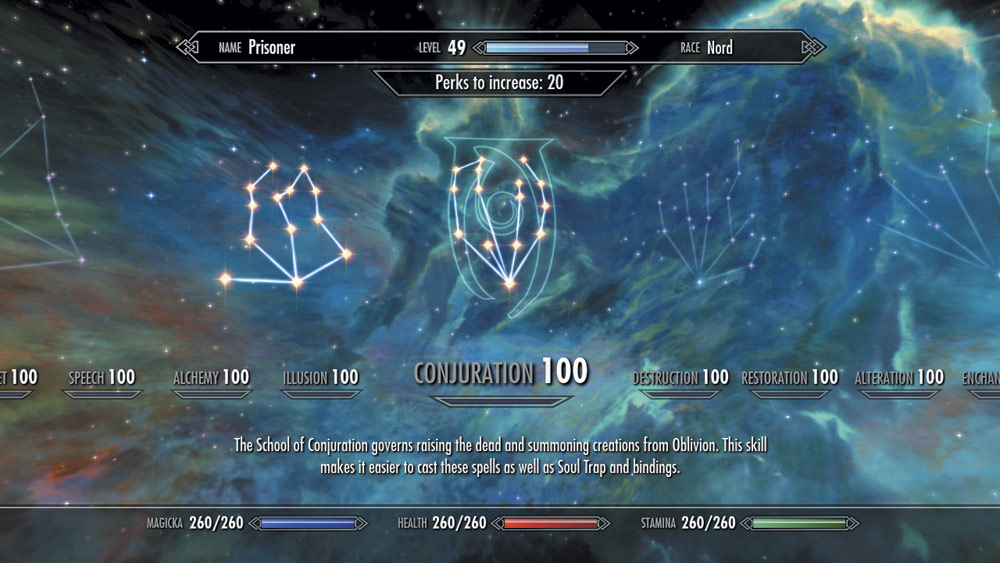 NAME Prisoner LEVEL 49 RACE Nord
Perks to increase: 20
ET 100 SPEECH 100 ALCHEMY 100 ILLUSION 100 CONJURATION 100 DESTRUCTION 100 RESTORATION 100 ALTERATION 100 ENCHAN
The School of Conjuration governs raising the dead and summoning creations from Oblivion. This skill
makes it easier to cast these spells as well as Soul Trap and bindings.
MAGICKA 260/260 HEALTH 260/260 STAMINA 260/260